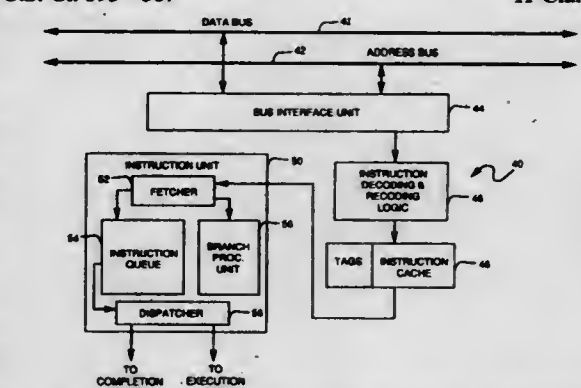 DATA BUS
41
42
ADDRESS BUS
BUS INTERFACE UNIT
44
INSTRUCTION UNIT
50
52
FETCHER
40
INSTRUCTION
DECODING &
RECODING
LOGIC
46
54
INSTRUCTION
QUEUE
56
BRANCH
PROC.
UNIT
TAGS
INSTRUCTION
CACHE
48
DISPATCHER
58
TO
COMPLETION
TO
EXECUTION